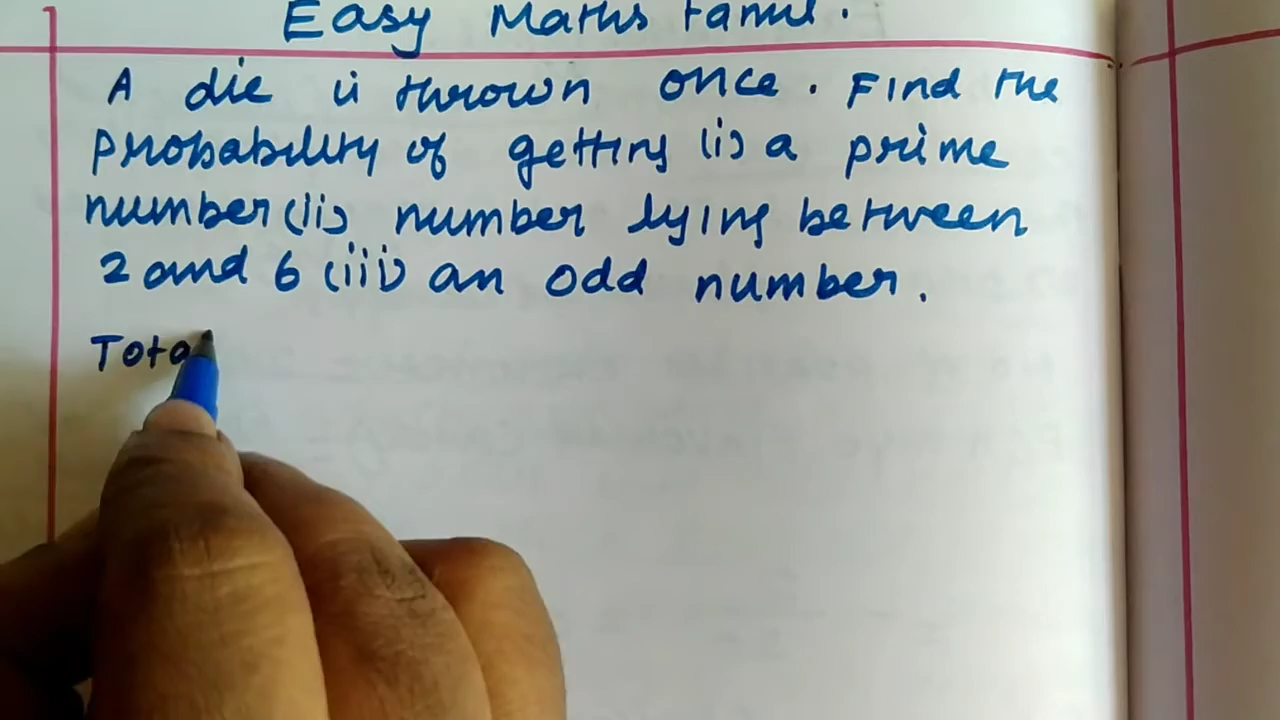 Easy Maths Tamil.
A die is thrown once. Find the
probability of getting (i) a prime
number (ii) number lying between
2 and 6 (iii) an odd number.
Tota